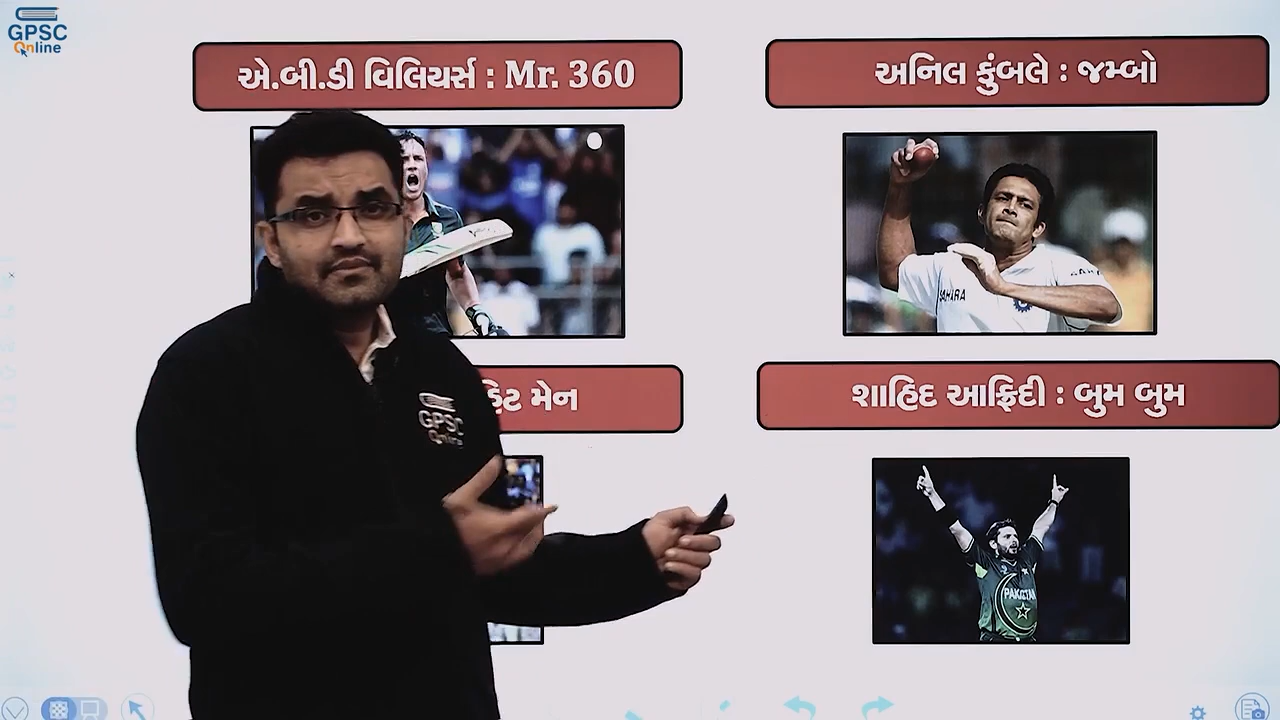 GPSC
Online
એ.બી.ડી વિલિયર્સ : Mr. 360
અનિલ કુંબલે : જમ્બો
SAHARA
હિટ મેન
શાહિદ આફ્રિદી : બુમ બુમ
GPSC
Online
PAKISTAN